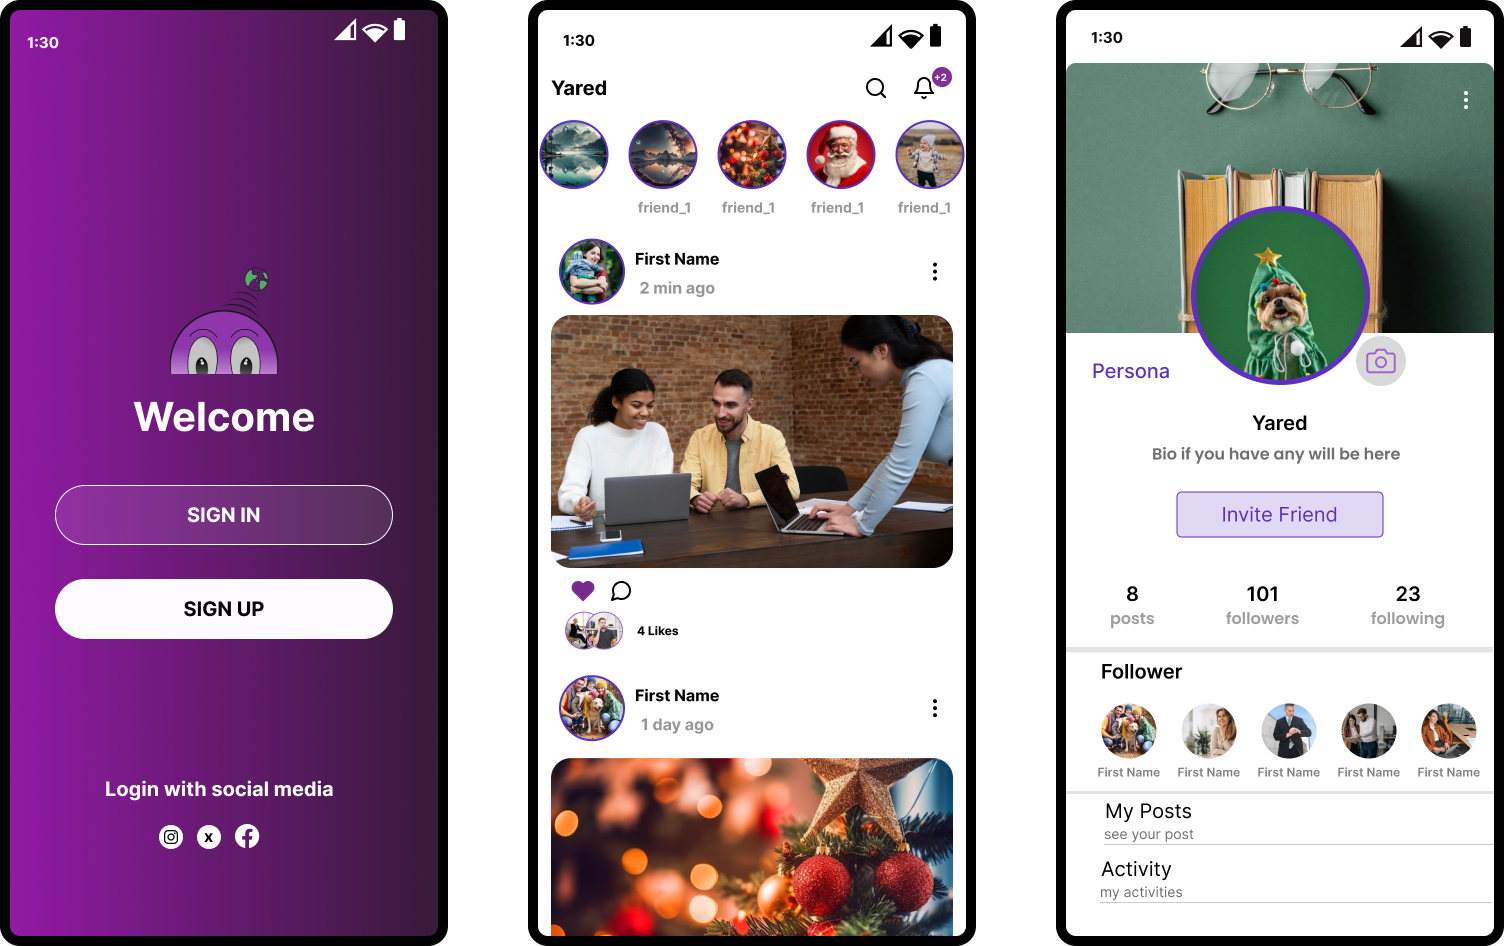 1:30
Welcome
SIGN IN
SIGN UP
Login with social media
X
1:30
Yared
+2
friend_1 friend_1 friend_1 friend_1
First Name
2 min ago
4 Likes
First Name
1 day ago
1:30
Persona
Yared
Bio if you have any will be here
Invite Friend
8 101 23
posts followers following
Follower
First Name First Name First Name First Name First Name
My Posts
see your post
Activity
my activities